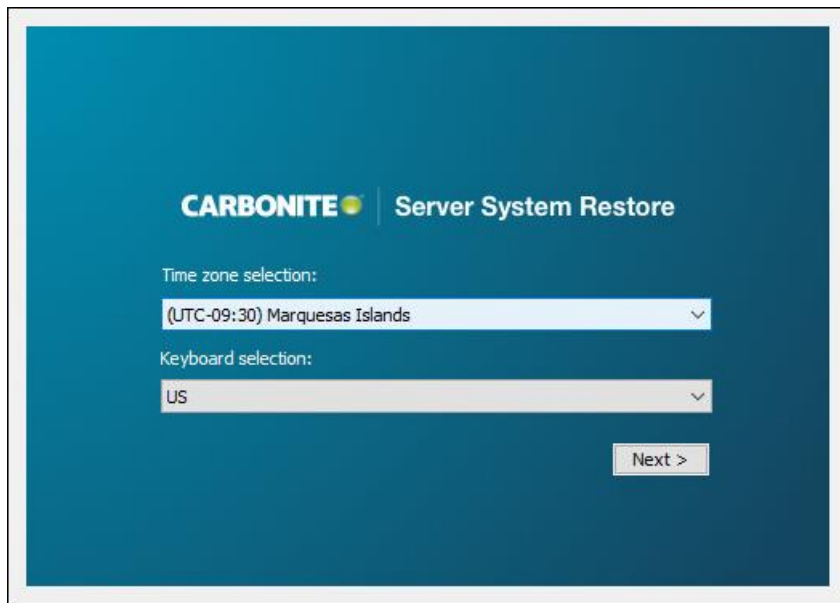 CARBONITE Server System Restore
Time zone selection:
(UTC-09:30) Marquesas Islands
Keyboard selection:
US
Next >